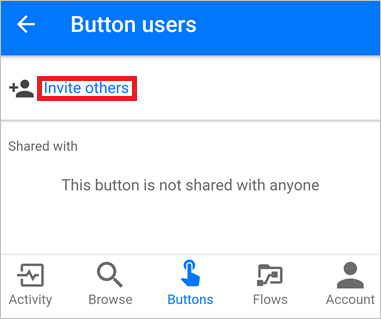 Button users
Invite others
Shared with
This button is not shared with anyone
Activity Browse Buttons Flows Account